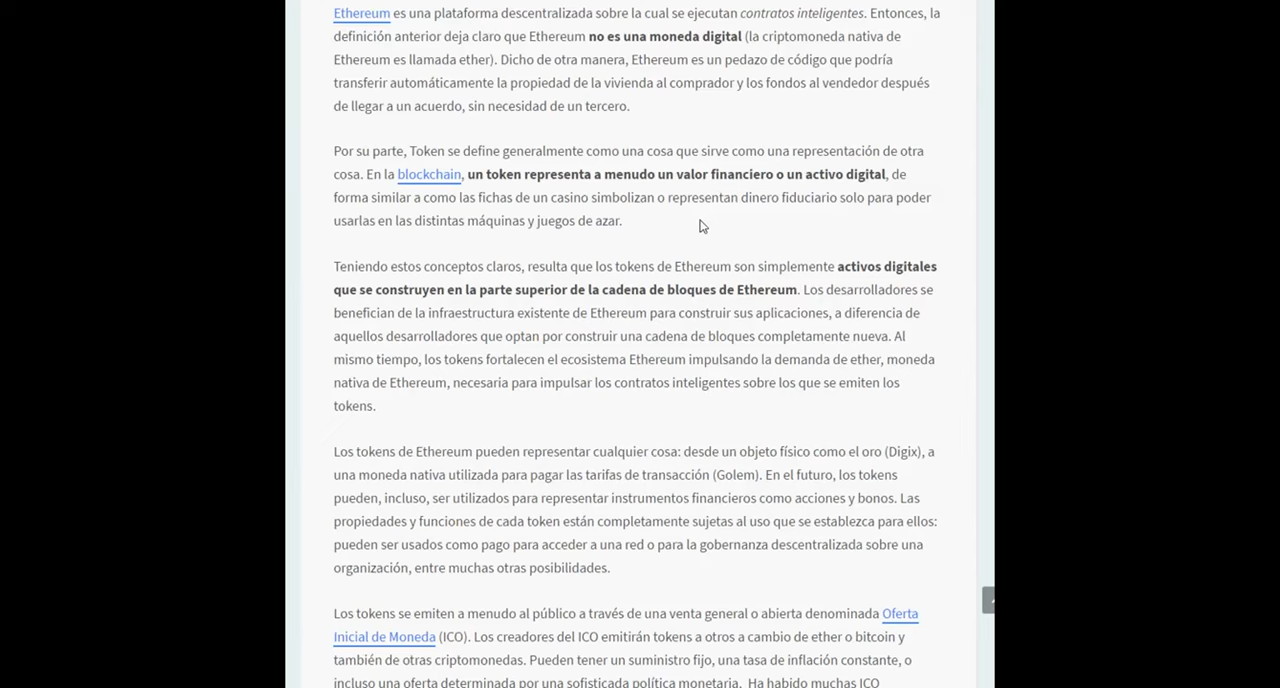 Ethereum es una plataforma descentralizada sobre la cual se ejecutan contratos inteligentes. Entonces, la
definición anterior deja claro que Ethereum no es una moneda digital (la criptomoneda nativa de
Ethereum es llamada ether). Dicho de otra manera, Ethereum es un pedazo de código que podría
transferir automáticamente la propiedad de la vivienda al comprador y los fondos al vendedor después
de llegar a un acuerdo, sin necesidad de un tercero.
Por su parte, Token se define generalmente como una cosa que sirve como una representación de otra
cosa. En la blockchain, un token representa a menudo un valor financiero o un activo digital, de
forma similar a como las fichas de un casino simbolizan o representan dinero fiduciario solo para poder
usarlas en las distintas máquinas y juegos de azar.
Teniendo estos conceptos claros, resulta que los tokens de Ethereum son simplemente activos digitales
que se construyen en la parte superior de la cadena de bloques de Ethereum. Los desarrolladores se
benefician de la infraestructura existente de Ethereum para construir sus aplicaciones, a diferencia de
aquellos desarrolladores que optan por construir una cadena de bloques completamente nueva. Al
mismo tiempo, los tokens fortalecen el ecosistema Ethereum impulsando la demanda de ether, moneda
nativa de Ethereum, necesaria para impulsar los contratos inteligentes sobre los que se emiten los
tokens.
Los tokens de Ethereum pueden representar cualquier cosa: desde un objeto físico como el oro (Digix), a
una moneda nativa utilizada para pagar las tarifas de transacción (Golem). En el futuro, los tokens
pueden, incluso, ser utilizados para representar instrumentos financieros como acciones y bonos. Las
propiedades y funciones de cada token están completamente sujetas al uso que se establezca para ellos:
pueden ser usados como pago para acceder a una red o para la gobernanza descentralizada sobre una
organización, entre muchas otras posibilidades.
Los tokens se emiten a menudo al público a través de una venta general o abierta denominada Oferta
Inicial de Moneda (ICO). Los creadores del ICO emitirán tokens a otros a cambio de ether o bitcoin y
también de otras criptomonedas. Pueden tener un suministro fijo, una tasa de inflación constante, o
incluso una oferta determinada por una sofisticada política monetaria. Ha habido muchas ICO